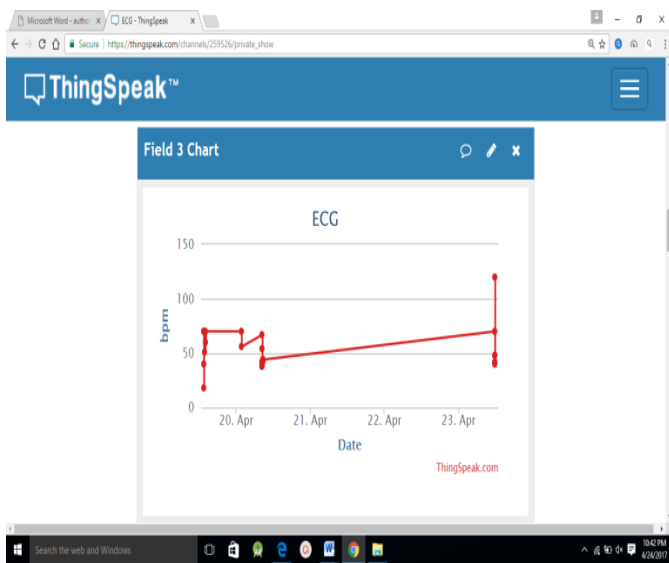 Microsoft Word - autho
ECG - ThingSpeak
Secure https://thingspeak.com/channels/259526/private_show
ThingSpeak™
Field 3 Chart
ECG
150
100
50
0
bpm
20. Apr 21. Apr 22. Apr 23. Apr
Date
ThingSpeak.com
Search the web and Windows
10:42 PM
4/24/2017